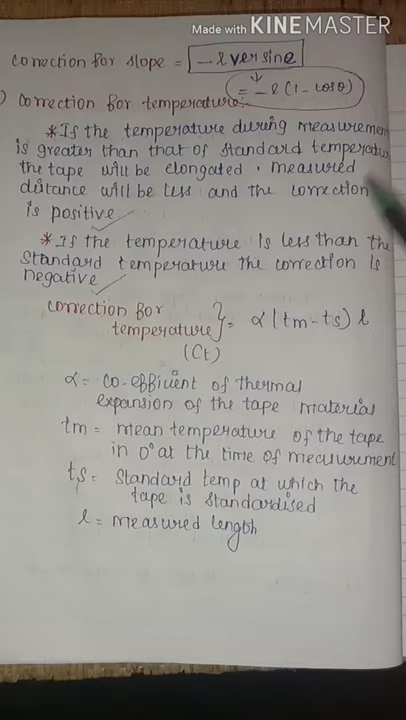 Made with KINEMASTER
correction for slope = - l versine
= - l (1 - cosθ)
) correction for temperature:
* If the temperature during measuremen
is greater than that of standard temperatu
the tape will be elongated. measured
distance will be less and the correction
is positive
* If the temperature is less than the
Standard temperature the correction is
negative
correction for
temperature } = α (tm - ts) l
(Ct)
α = co-efficient of thermal
expansion of the tape material
tm = mean temperature of the tape
in 0° at the time of measurement
ts = Standard temp at which the
tape is standardised
l = measured length